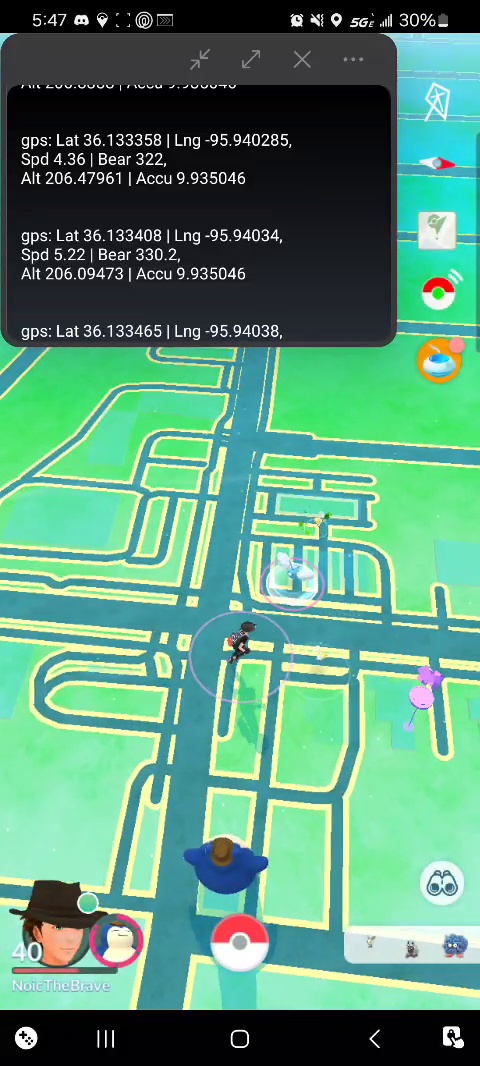 5:47
5GE
30%
gps: Lat 36.133358 | Lng -95.940285,
Spd 4.36 | Bear 322,
Alt 206.47961 | Accu 9.935046
gps: Lat 36.133408 | Lng -95.94034,
Spd 5.22 | Bear 330.2,
Alt 206.09473 | Accu 9.935046
gps: Lat 36.133465 | Lng -95.94038,
40
NoicTheBrave